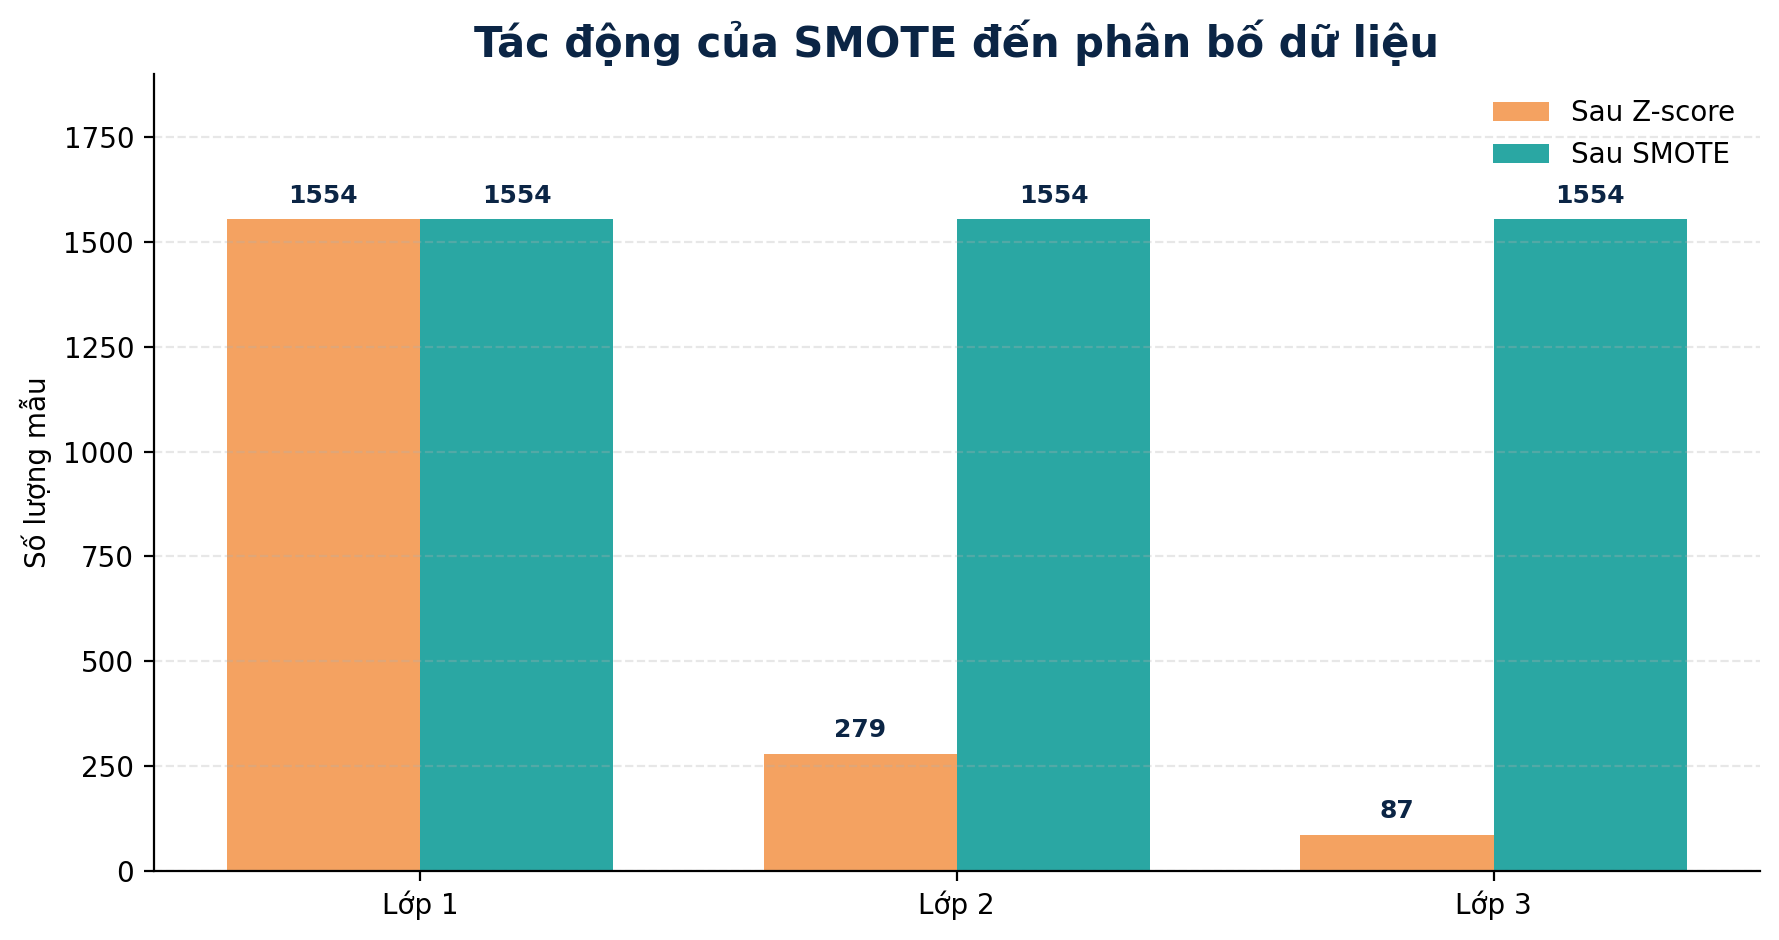 Tác động của SMOTE đến phân bố dữ liệu
Sau Z-score
Sau SMOTE
Số lượng mẫu
1750
1500
1250
1000
750
500
250
0
1554
1554
279
1554
87
1554
Lớp 1
Lớp 2
Lớp 3